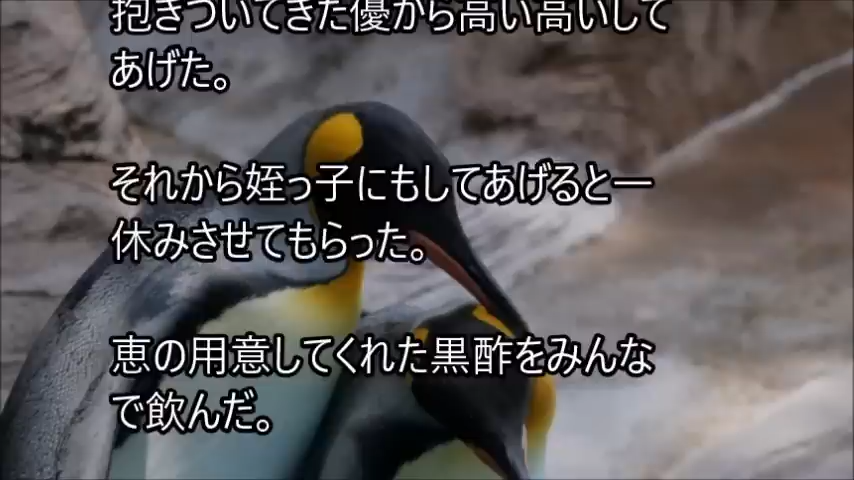 抱きついてきた優から高い高いして
あげた。
それから姪っ子にもしてあげると一
休みさせてもらった。
恵の用意してくれた黒酢をみんな
で飲んだ。